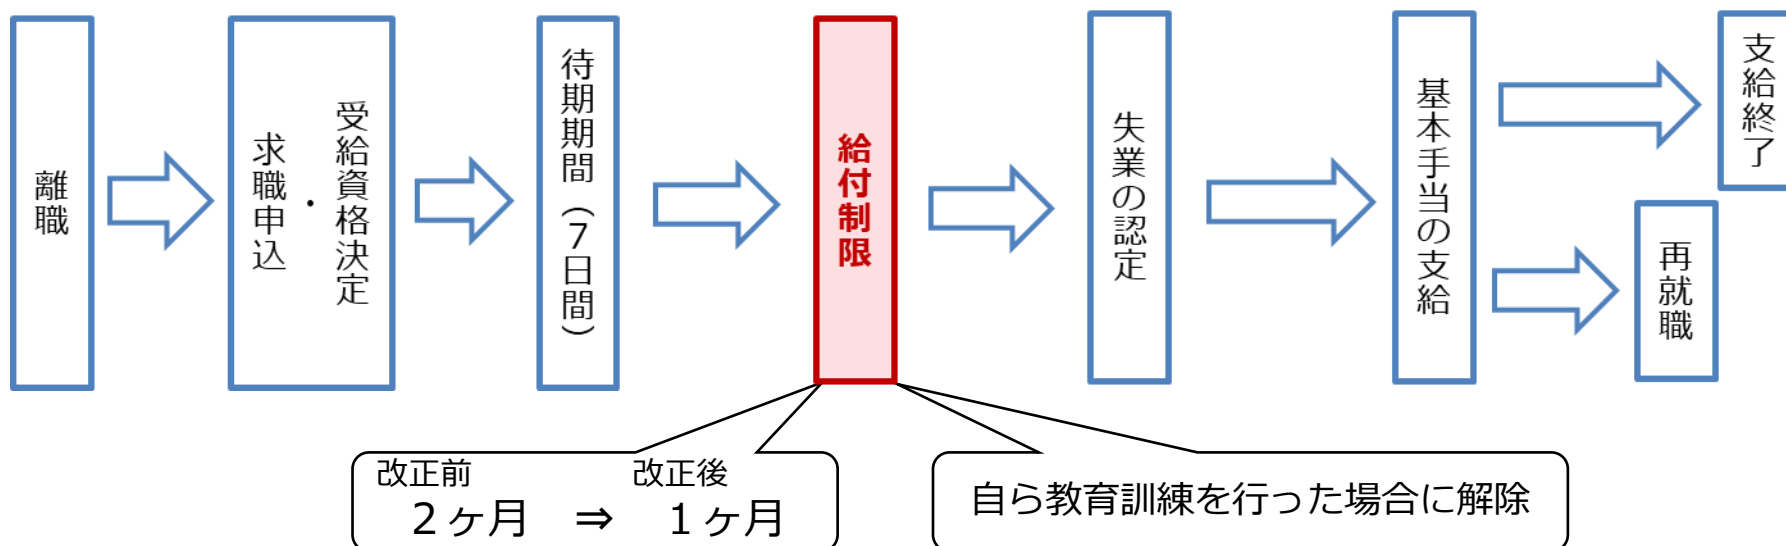 離職
受給資格決定
・
求職申込
待期期間（7日間）
給付制限
失業の認定
基本手当の支給
支給終了
再就職
改正前 改正後
２ヶ月 ⇒ １ヶ月
自ら教育訓練を行った場合に解除